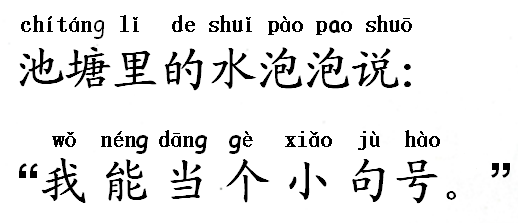 chítáng li de shuǐ pào pao shuō
池塘里的水泡泡说：
wǒ néng dāng gè xiǎo jù hào
“我能当个小句号。”